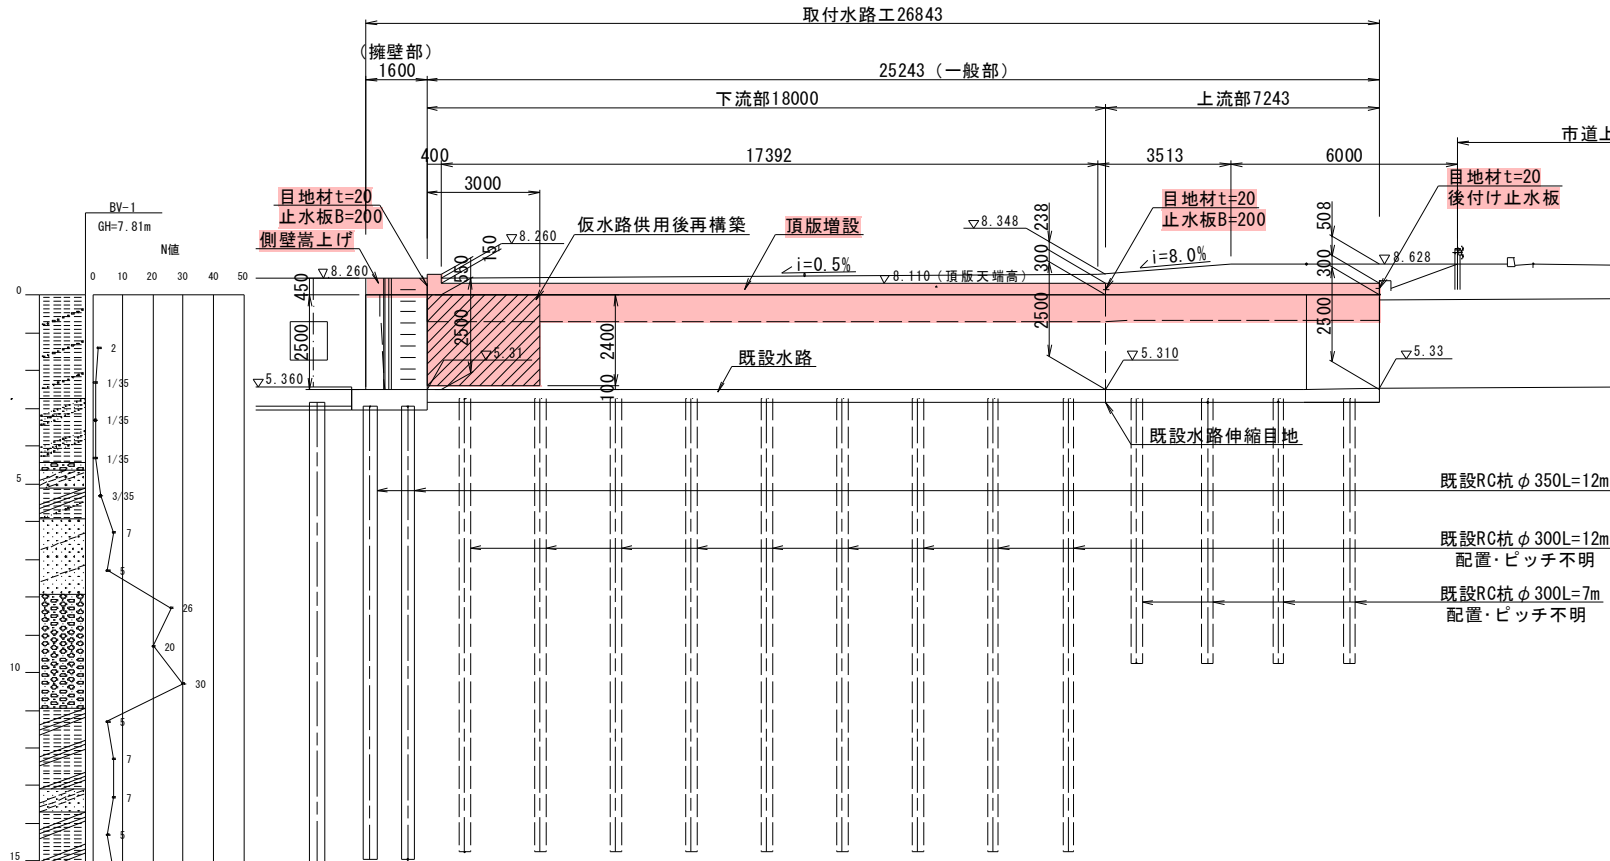 取付水路工26843
(擁壁部)
1600
25243 (一般部)
下流部18000
上流部7243
市道上
400
17392
3513
6000
3000
目地材t=20
止水板B=200
側壁嵩上げ
仮水路供用後再構築
頂版増設
目地材t=20
止水板B=200
目地材t=20
後付け止水板
BV-1
GH=7.81m
N値
0 10 20 30 50
▽8.260
▽8.260
150
550
450
2500
2500
2400
100
i=0.5%
▽8.110(頂版天端高)
▽8.348
238
300
2500
i=8.0%
508
300
2500
▽8.628
▽5.360
▽5.31
▽5.310
▽5.33
既設水路
既設水路伸縮目地
既設RC杭φ350L=12m
既設RC杭φ300L=12m
配置・ピッチ不明
既設RC杭φ300L=7m
配置・ピッチ不明
0
5
10
15
2
1/35
1/35
1/35
3/35
7
5
26
20
30
5
7
7
5